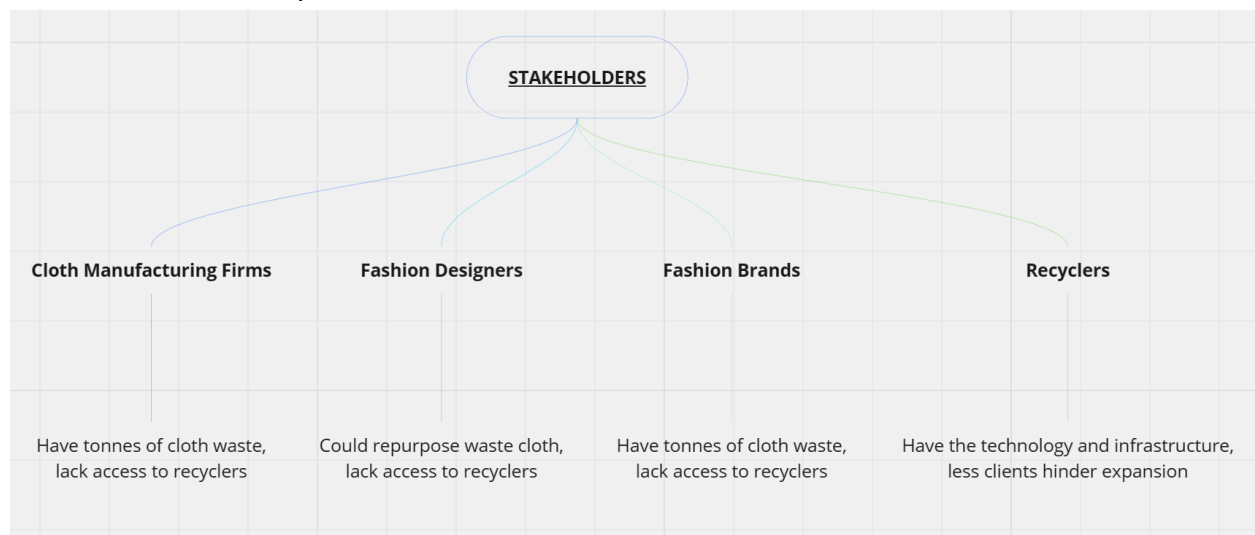 STAKEHOLDERS
Cloth Manufacturing Firms
Fashion Designers
Fashion Brands
Recyclers
Have tonnes of cloth waste,
lack access to recyclers
Could repurpose waste cloth,
lack access to recyclers
Have tonnes of cloth waste,
lack access to recyclers
Have the technology and infrastructure,
less clients hinder expansion